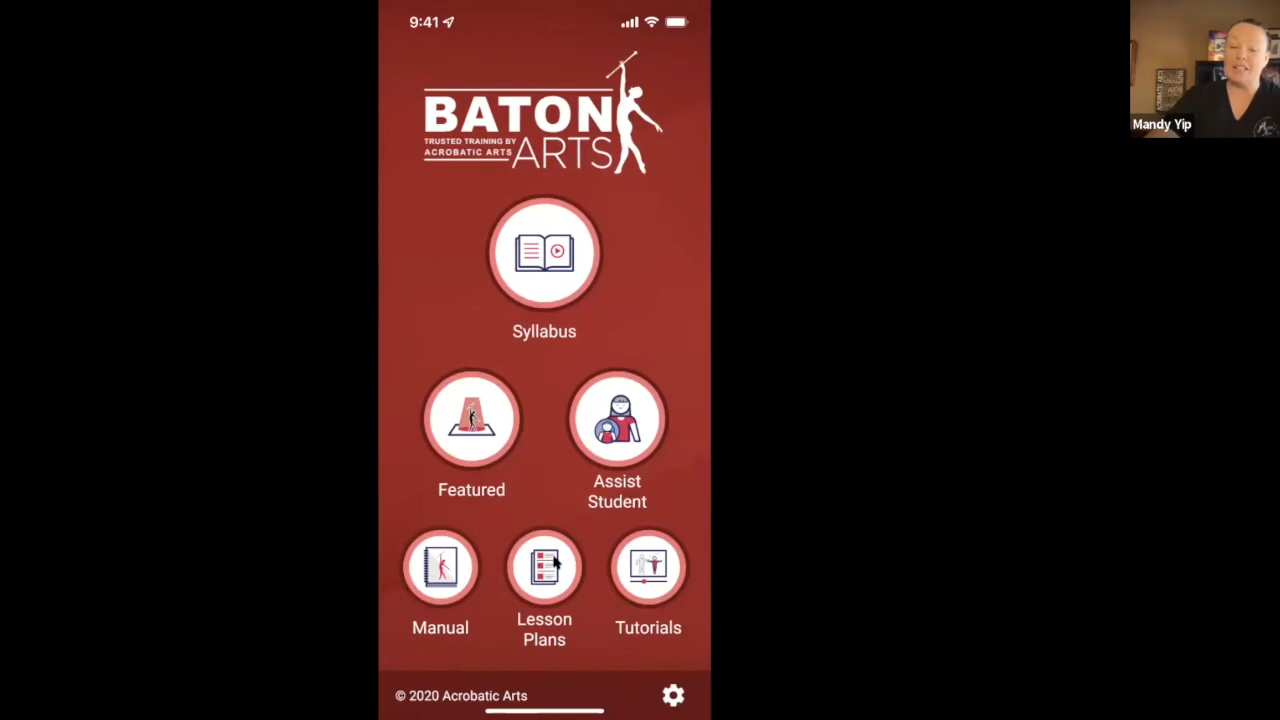 9:41
BATON
TRUSTED TRAINING BY
ACROBATIC ARTS
ARTS
Syllabus
Featured
Assist
Student
Manual
Lesson
Plans
Tutorials
© 2020 Acrobatic Arts
Mandy Yip